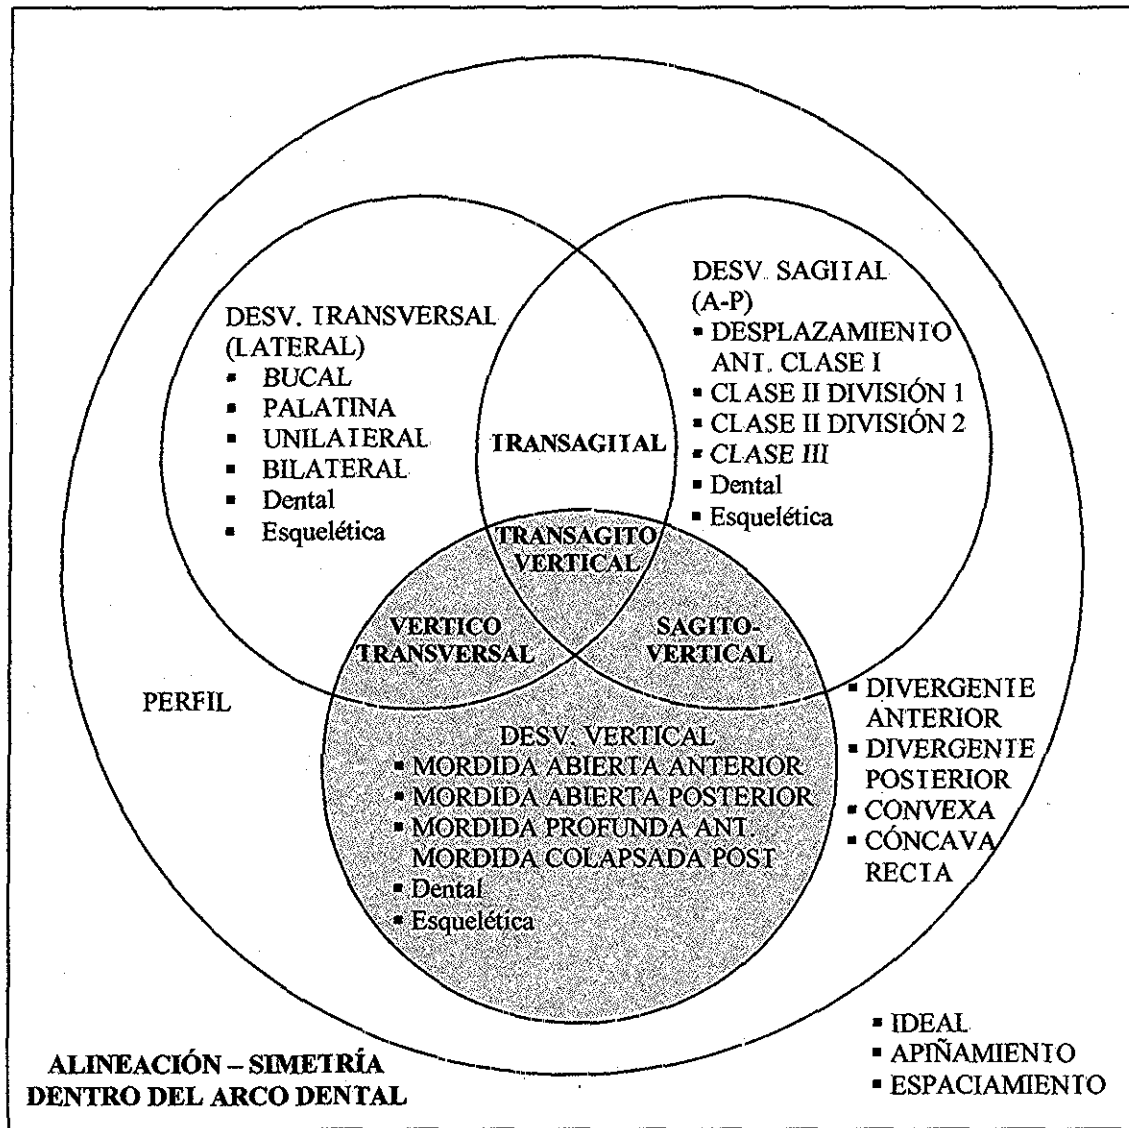 DESV. TRANSVERSAL
(LATERAL)
▪ BUCAL
▪ PALATINA
▪ UNILATERAL
▪ BILATERAL
▪ Dental
▪ Esquelética
DESV. SAGITAL
(A-P)
▪ DESPLAZAMIENTO
ANT. CLASE I
▪ CLASE II DIVISIÓN 1
▪ CLASE II DIVISIÓN 2
▪ CLASE III
▪ Dental
▪ Esquelética
TRANSAGITAL
TRANSAGITO
VERTICAL
VERTICO
TRANSVERSAL
SAGITO-
VERTICAL
PERFIL
▪ DIVERGENTE
ANTERIOR
▪ DIVERGENTE
POSTERIOR
▪ CONVEXA
▪ CÓNCAVA
RECTA
DESV. VERTICAL
▪ MORDIDA ABIERTA ANTERIOR
▪ MORDIDA ABIERTA POSTERIOR
▪ MORDIDA PROFUNDA ANT.
MORDIDA COLAPSADA POST
▪ Dental
▪ Esquelética
ALINEACIÓN – SIMETRÍA
DENTRO DEL ARCO DENTAL
▪ IDEAL
▪ APIÑAMIENTO
▪ ESPACIAMIENTO